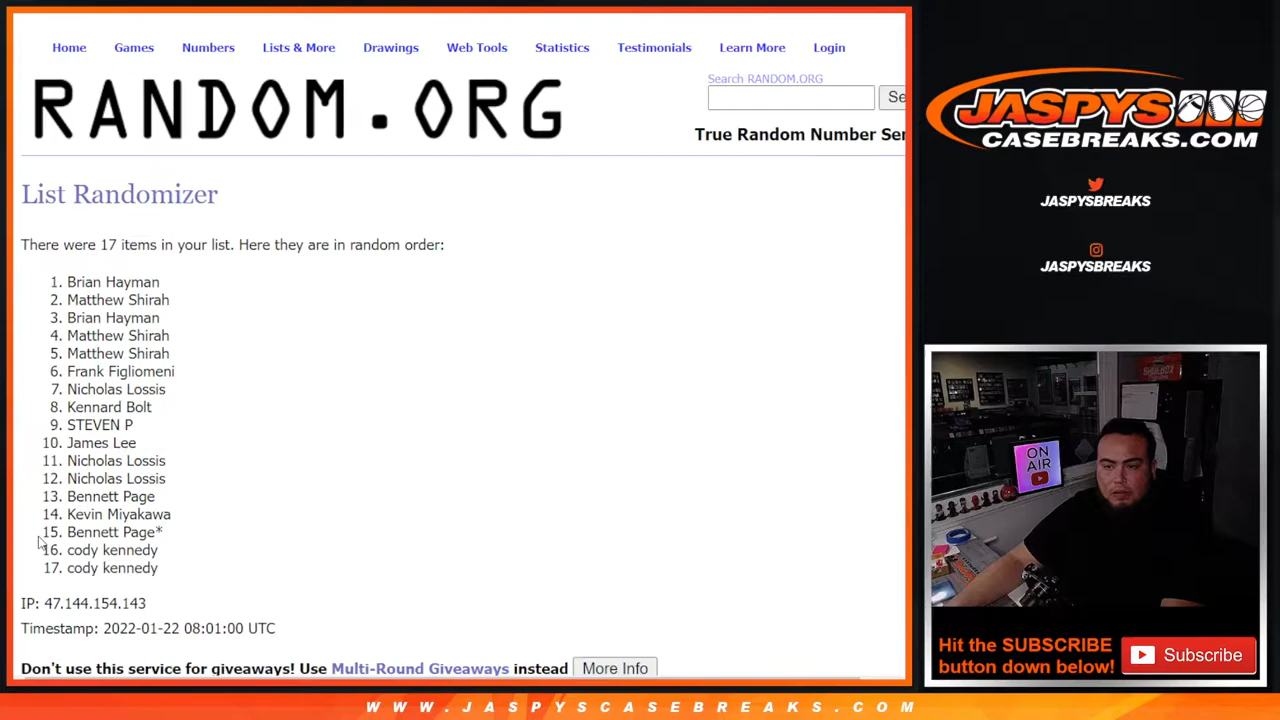 Home Games Numbers Lists & More Drawings Web Tools Statistics Testimonials Learn More Login
RANDOM.ORG
Search RANDOM.ORG
Se
True Random Number Ser
List Randomizer
There were 17 items in your list. Here they are in random order:
1. Brian Hayman
2. Matthew Shirah
3. Brian Hayman
4. Matthew Shirah
5. Matthew Shirah
6. Frank Figliomeni
7. Nicholas Lossis
8. Kennard Bolt
9. STEVEN P
10. James Lee
11. Nicholas Lossis
12. Nicholas Lossis
13. Bennett Page
14. Kevin Miyakawa
15. Bennett Page*
16. cody kennedy
17. cody kennedy
IP: 47.144.154.143
Timestamp: 2022-01-22 08:01:00 UTC
Don't use this service for giveaways! Use Multi-Round Giveaways instead More Info
JASPYS
CASEBREAKS.COM
JASPYSBREAKS
JASPYSBREAKS
ON
AIR
Hit the SUBSCRIBE
button down below!
Subscribe
WWW.JASPYSCASEBREAKS.COM